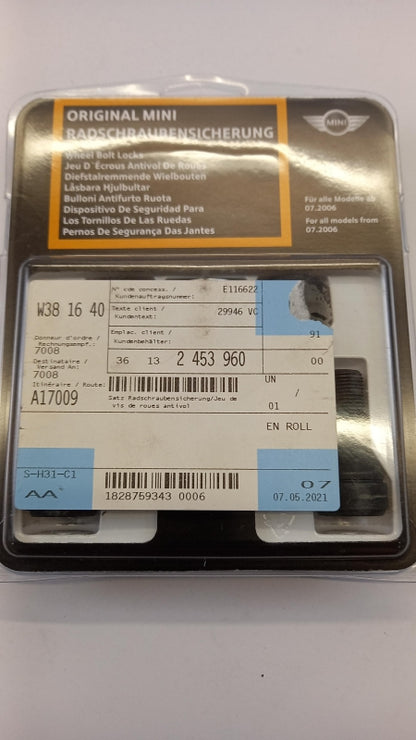 ORIGINAL MINI
RADSCHRAUBENSICHERUNG
Wheel Bolt Locks
Jeu D´Écrous Antivol De Roues
Diefstalremmende Wielbouten
Låsbara Hjulbultar
Bulloni Antifurto Ruota
Dispositivo De Seguridad Para
Los Tornillos De Las Ruedas
Pernos De Segurança Das Jantes
MINI
Für alle Modelle ab
07.2006
For all models from
07.2006
W38 16 40
N° cde concess. /
Kundenauftragsnummer:
E116622
Texte client /
Kundentext:
29946 VC
Emplac. client /
Kundenbehälter:
91
Donneur d'ordre /
Rechnungsempf.:
7008
Destinataire /
Versand An:
7008
36 13 2 453 960
00
Itinéraire / Route:
A17009
Satz Radschraubensicherung/Jeu de
vis de roues antivol
UN /
01
EN ROLL
S-H31-C1
AA
1828759343 0006
07
07.05.2021